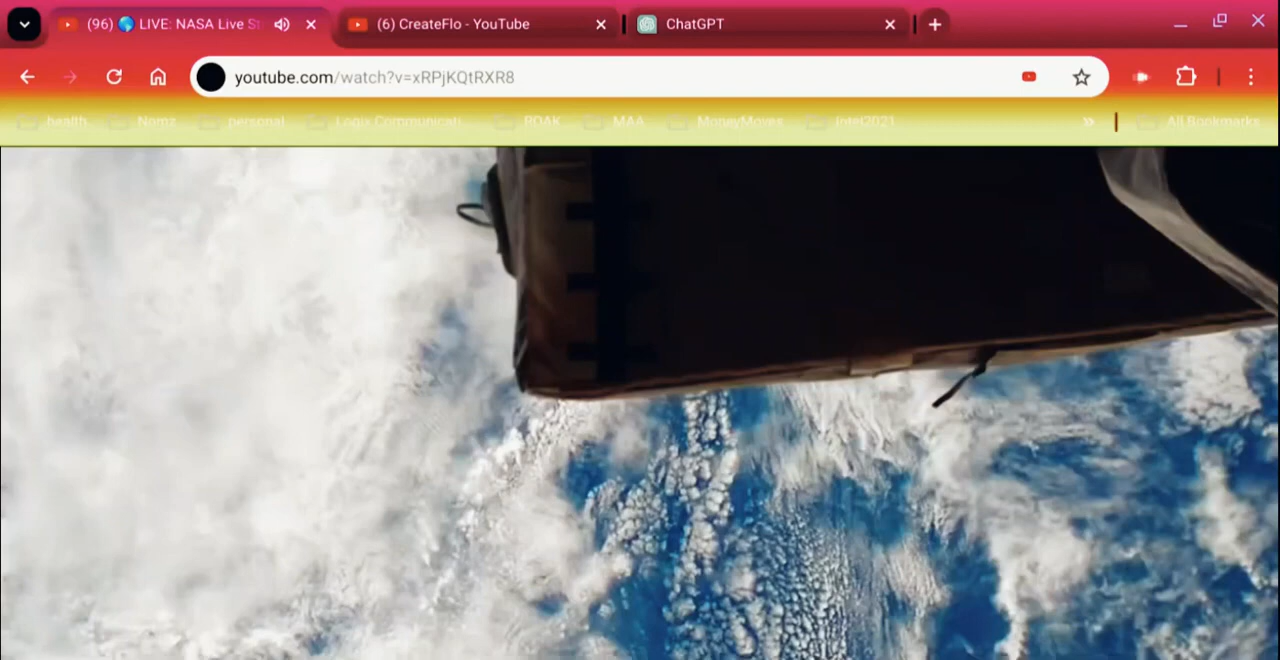 (96) 🌎 LIVE: NASA Live St
(6) CreateFlo - YouTube
ChatGPT
youtube.com/watch?v=xRPjKQtRXR8
health Nomz personal Logix Communicati... ROAK MAA MoneyMoves Intel2021 » All Bookmarks